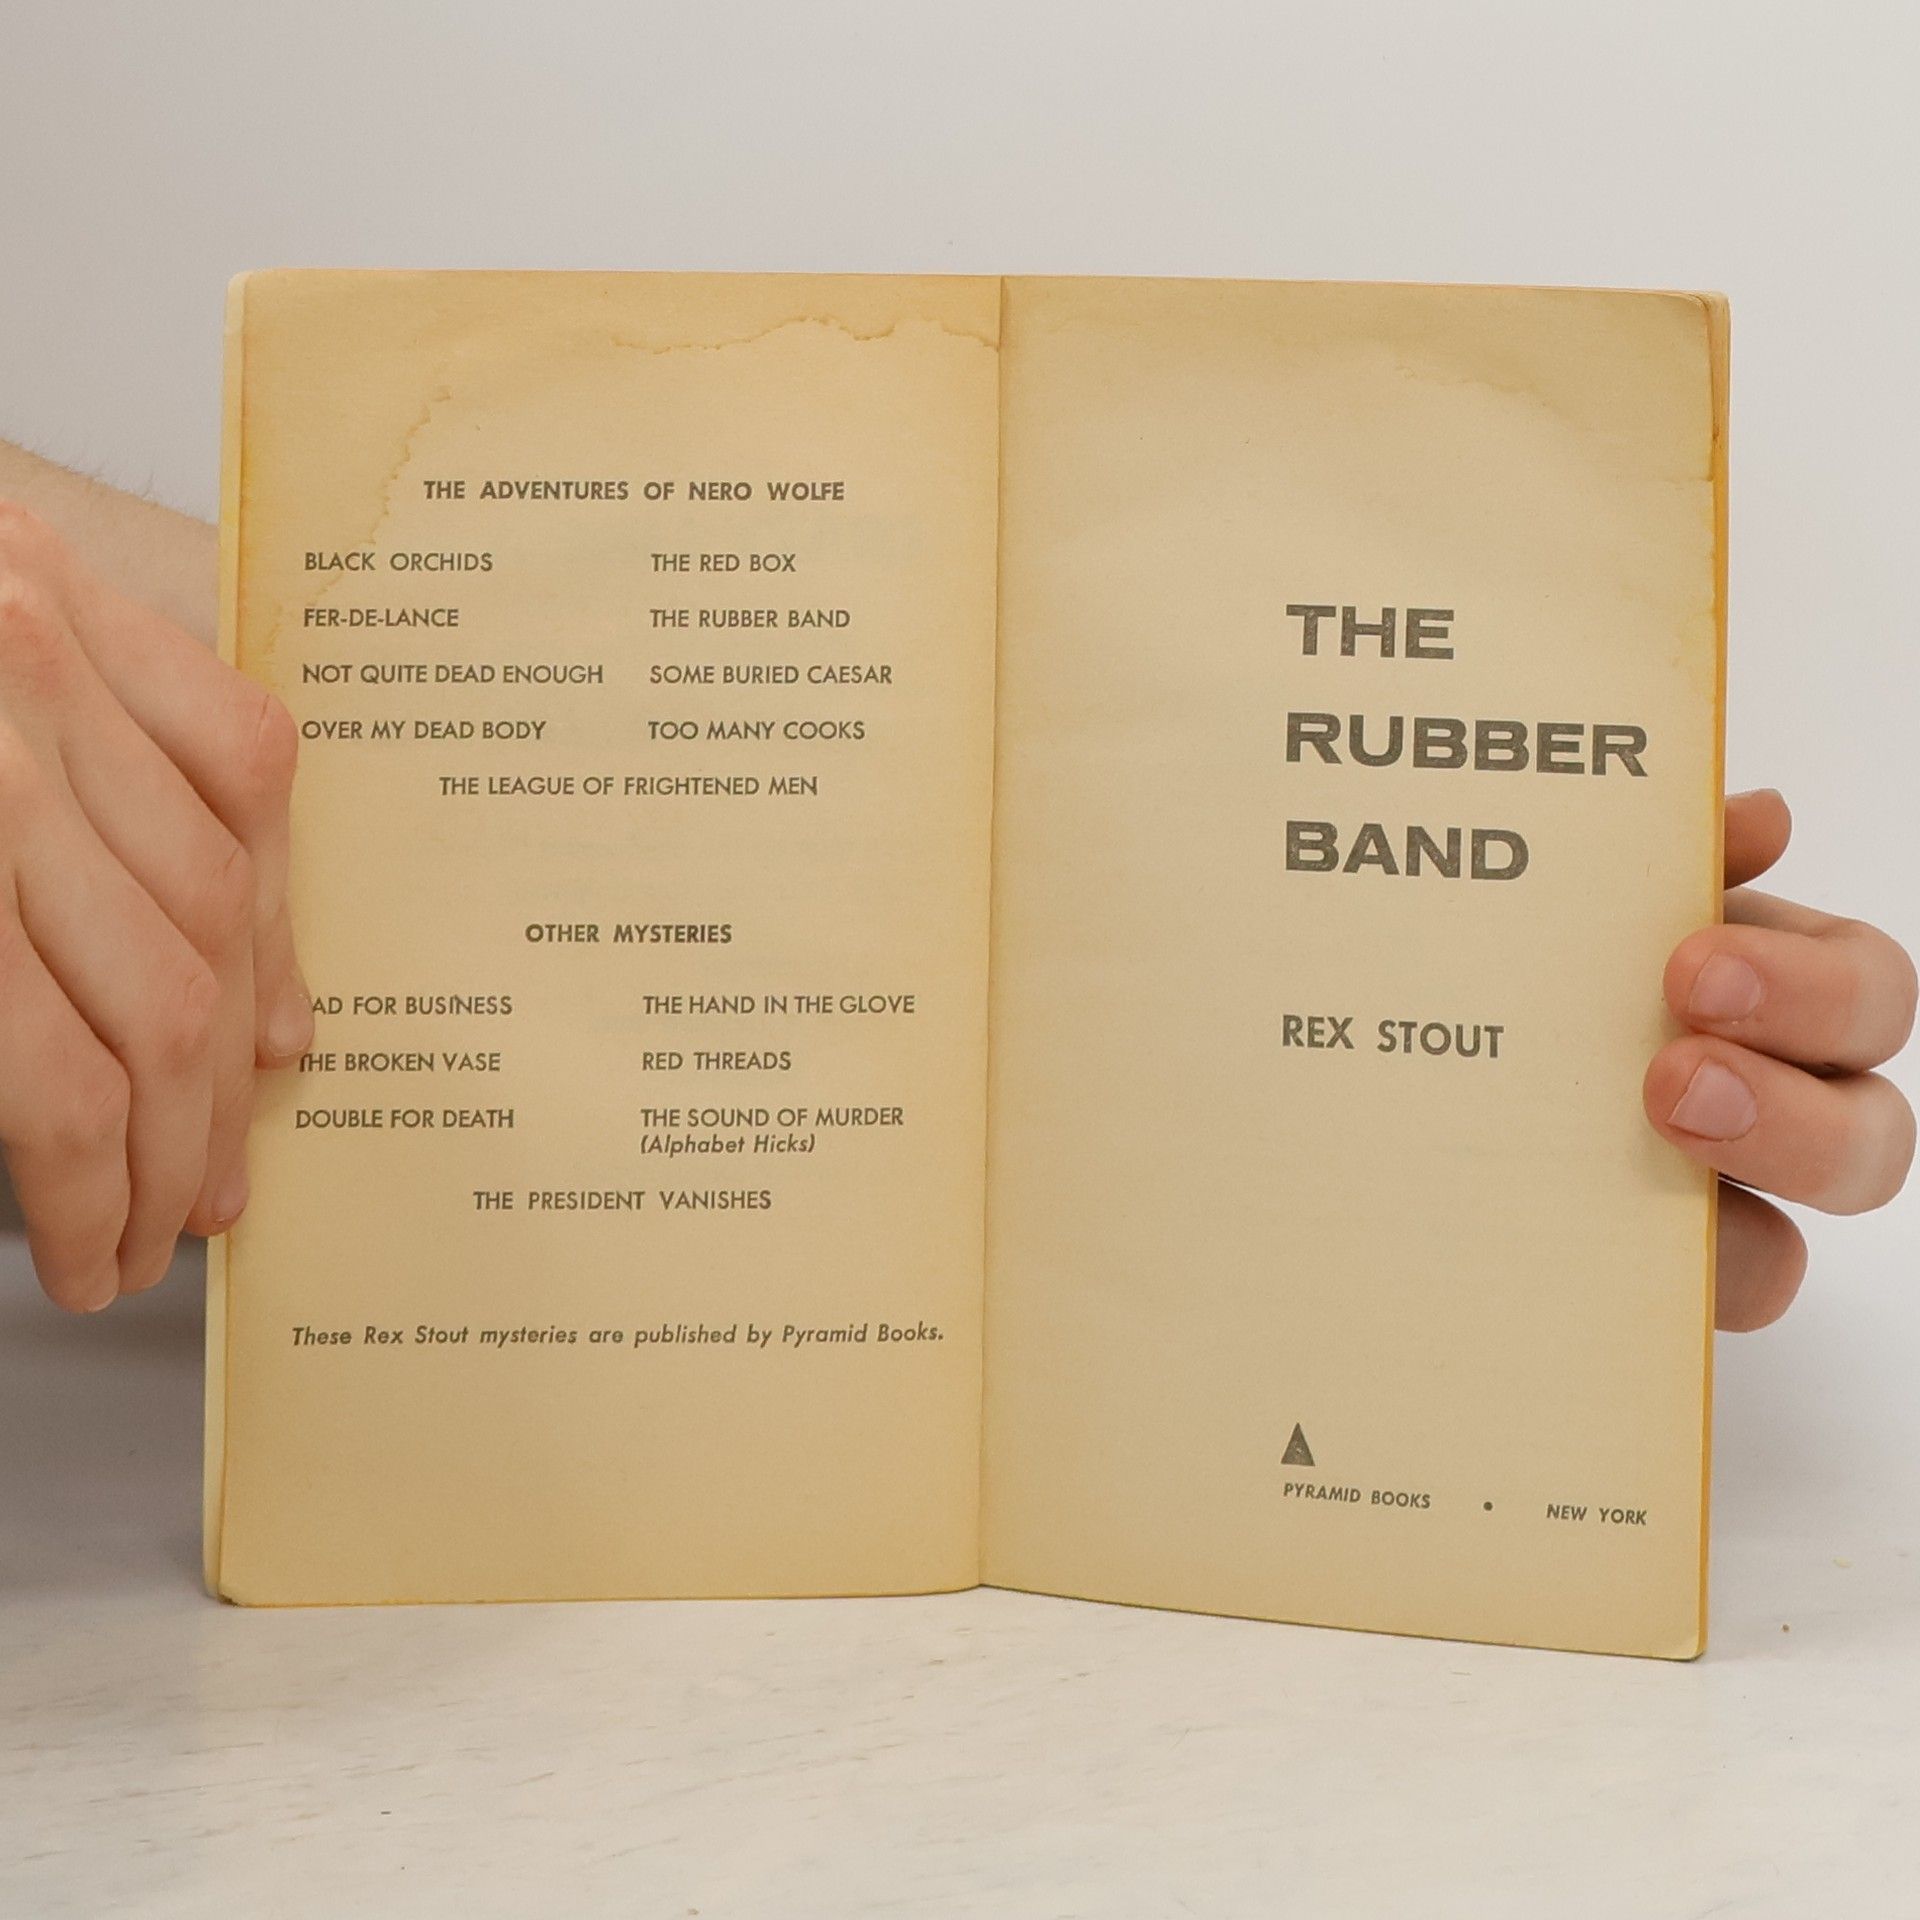 THE ADVENTURES OF NERO WOLFE
BLACK ORCHIDS THE RED BOX
FER-DE-LANCE THE RUBBER BAND
NOT QUITE DEAD ENOUGH SOME BURIED CAESAR
OVER MY DEAD BODY TOO MANY COOKS
THE LEAGUE OF FRIGHTENED MEN
OTHER MYSTERIES
FOR BUSINESS THE HAND IN THE GLOVE
THE BROKEN VASE RED THREADS
DOUBLE FOR DEATH THE SOUND OF MURDER
(Alphabet Hicks)
THE PRESIDENT VANISHES
These Rex Stout mysteries are published by Pyramid Books.
THE
RUBBER
BAND
REX STOUT
PYRAMID BOOKS • NEW YORK